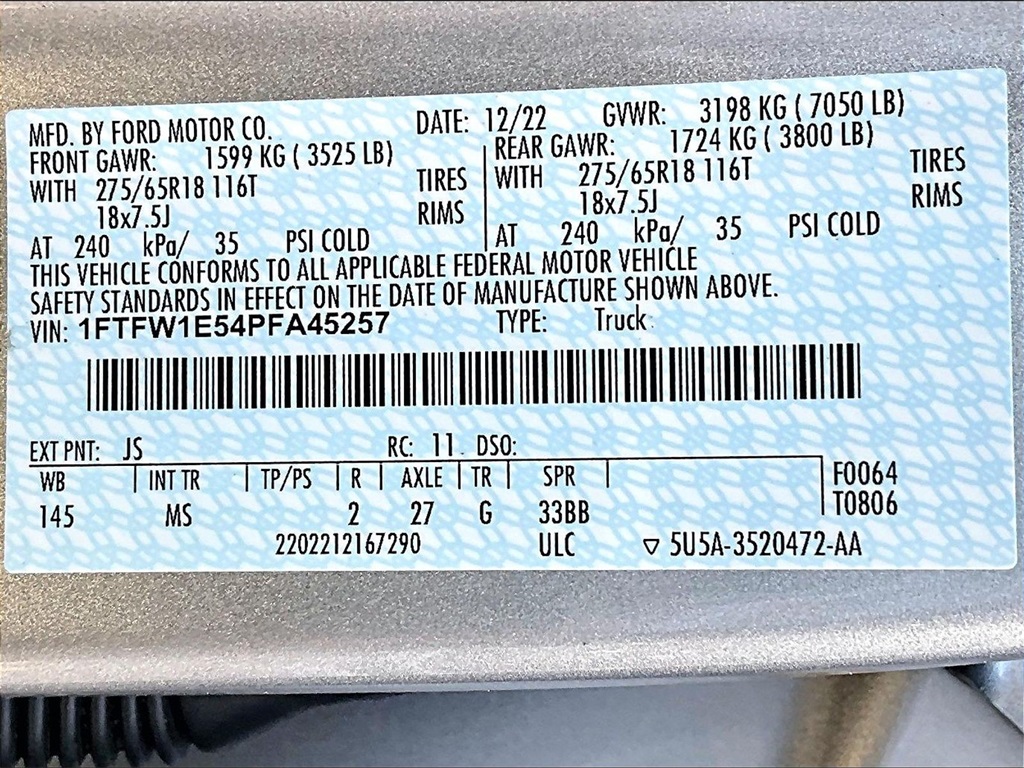 MFD. BY FORD MOTOR CO. DATE: 12/22 GVWR: 3198 KG ( 7050 LB)
FRONT GAWR: 1599 KG ( 3525 LB) REAR GAWR: 1724 KG ( 3800 LB)
WITH 275/65R18 116T TIRES WITH 275/65R18 116T TIRES
18x7.5J RIMS 18x7.5J RIMS
AT 240 kPa/ 35 PSI COLD AT 240 kPa/ 35 PSI COLD
THIS VEHICLE CONFORMS TO ALL APPLICABLE FEDERAL MOTOR VEHICLE
SAFETY STANDARDS IN EFFECT ON THE DATE OF MANUFACTURE SHOWN ABOVE.
VIN: 1FTFW1E54PFA45257 TYPE: Truck
EXT PNT: JS RC: 11 DSO:
WB INT TR TP/PS R AXLE TR SPR F0064
145 MS 2 27 G 33BB T0806
2202212167290 ULC ▽ 5U5A-3520472-AA